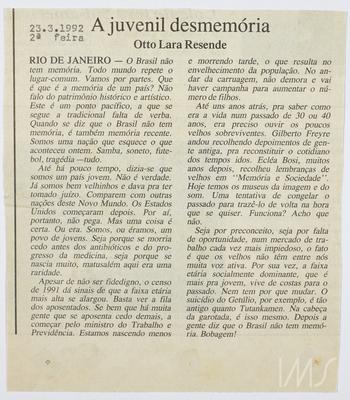 23.3.1992
2ª feira
A juvenil desmemória
Otto Lara Resende
RIO DE JANEIRO — O Brasil não
tem memória. Todo mundo repete o
lugar-comum. Vamos por partes. Que
é que é a memória de um país? Não
falo do patrimônio histórico e artístico.
Este é um ponto pacífico, a que se
segue a tradicional falta de verba.
Quando se diz que o Brasil não tem
memória, é também memória recente.
Somos uma nação que esquece o que
aconteceu ontem. Samba, soneto, fute-
bol, tragédia —tudo.
Até há pouco tempo, dizia-se que
somos um país jovem. Não é verdade.
Já somos bem velhinhos e dava pra ter
tomado juízo. Comparem com outras
nações deste Novo Mundo. Os Estados
Unidos começaram depois. Por aí,
portanto, não pega. Mas uma coisa é
certa. Ou era. Somos, ou éramos, um
povo de jovens. Seja porque se morria
cedo antes dos antibióticos e do pro-
gresso da medicina, seja porque se
nascia muito, matusalém aqui era uma
raridade.
Apesar de não ser fidedigno, o censo
de 1991 dá sinais de que a faixa etária
mais alta se alargou. Basta ver a fila
dos aposentados. Se bem que há muita
gente que se aposenta cedo demais, a
começar pelo ministro do Trabalho e
Previdência. Estamos nascendo menos
e morrendo tarde, o que resulta no
envelhecimento da população. No an-
dar da carruagem, não demora e vai
haver campanha para aumentar o nú-
mero de filhos.
Até uns anos atrás, pra saber como
era a vida num passado de 30 ou 40
anos, era preciso ouvir os poucos
velhos sobreviventes. Gilberto Freyre
andou recolhendo depoimentos de gen-
te antiga, pra reconstituir o cotidiano
dos tempos idos. Ecléa Bosi, muitos
anos depois, recolheu lembranças de
velhos em "Memória e Sociedade".
Hoje temos os museus da imagem e do
som. Uma tentativa de congelar o
passado para trazê-lo de volta na hora
que se quiser. Funciona? Acho que
não.
Seja por preconceito, seja por falta
de oportunidade, num mercado de tra-
balho cada vez mais impiedoso, o fato
é que os velhos não têm entre nós
muita voz ativa. Por sua vez, a faixa
etária socialmente dominante, que é
mais pra jovem, vive de costas para o
passado. Nem tem por que mudar. O
suicídio do Getúlio, por exemplo, é tão
antigo quanto Tutankamen. Na cabeça
da garotada, é isso mesmo. Depois a
gente diz que o Brasil não tem memó-
ria. Bobagem!
IMS